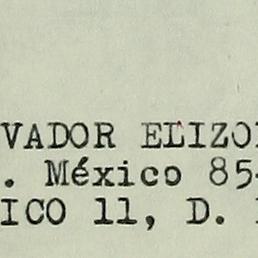 VADOR ELIZO
. México 85
ICO 11, D.